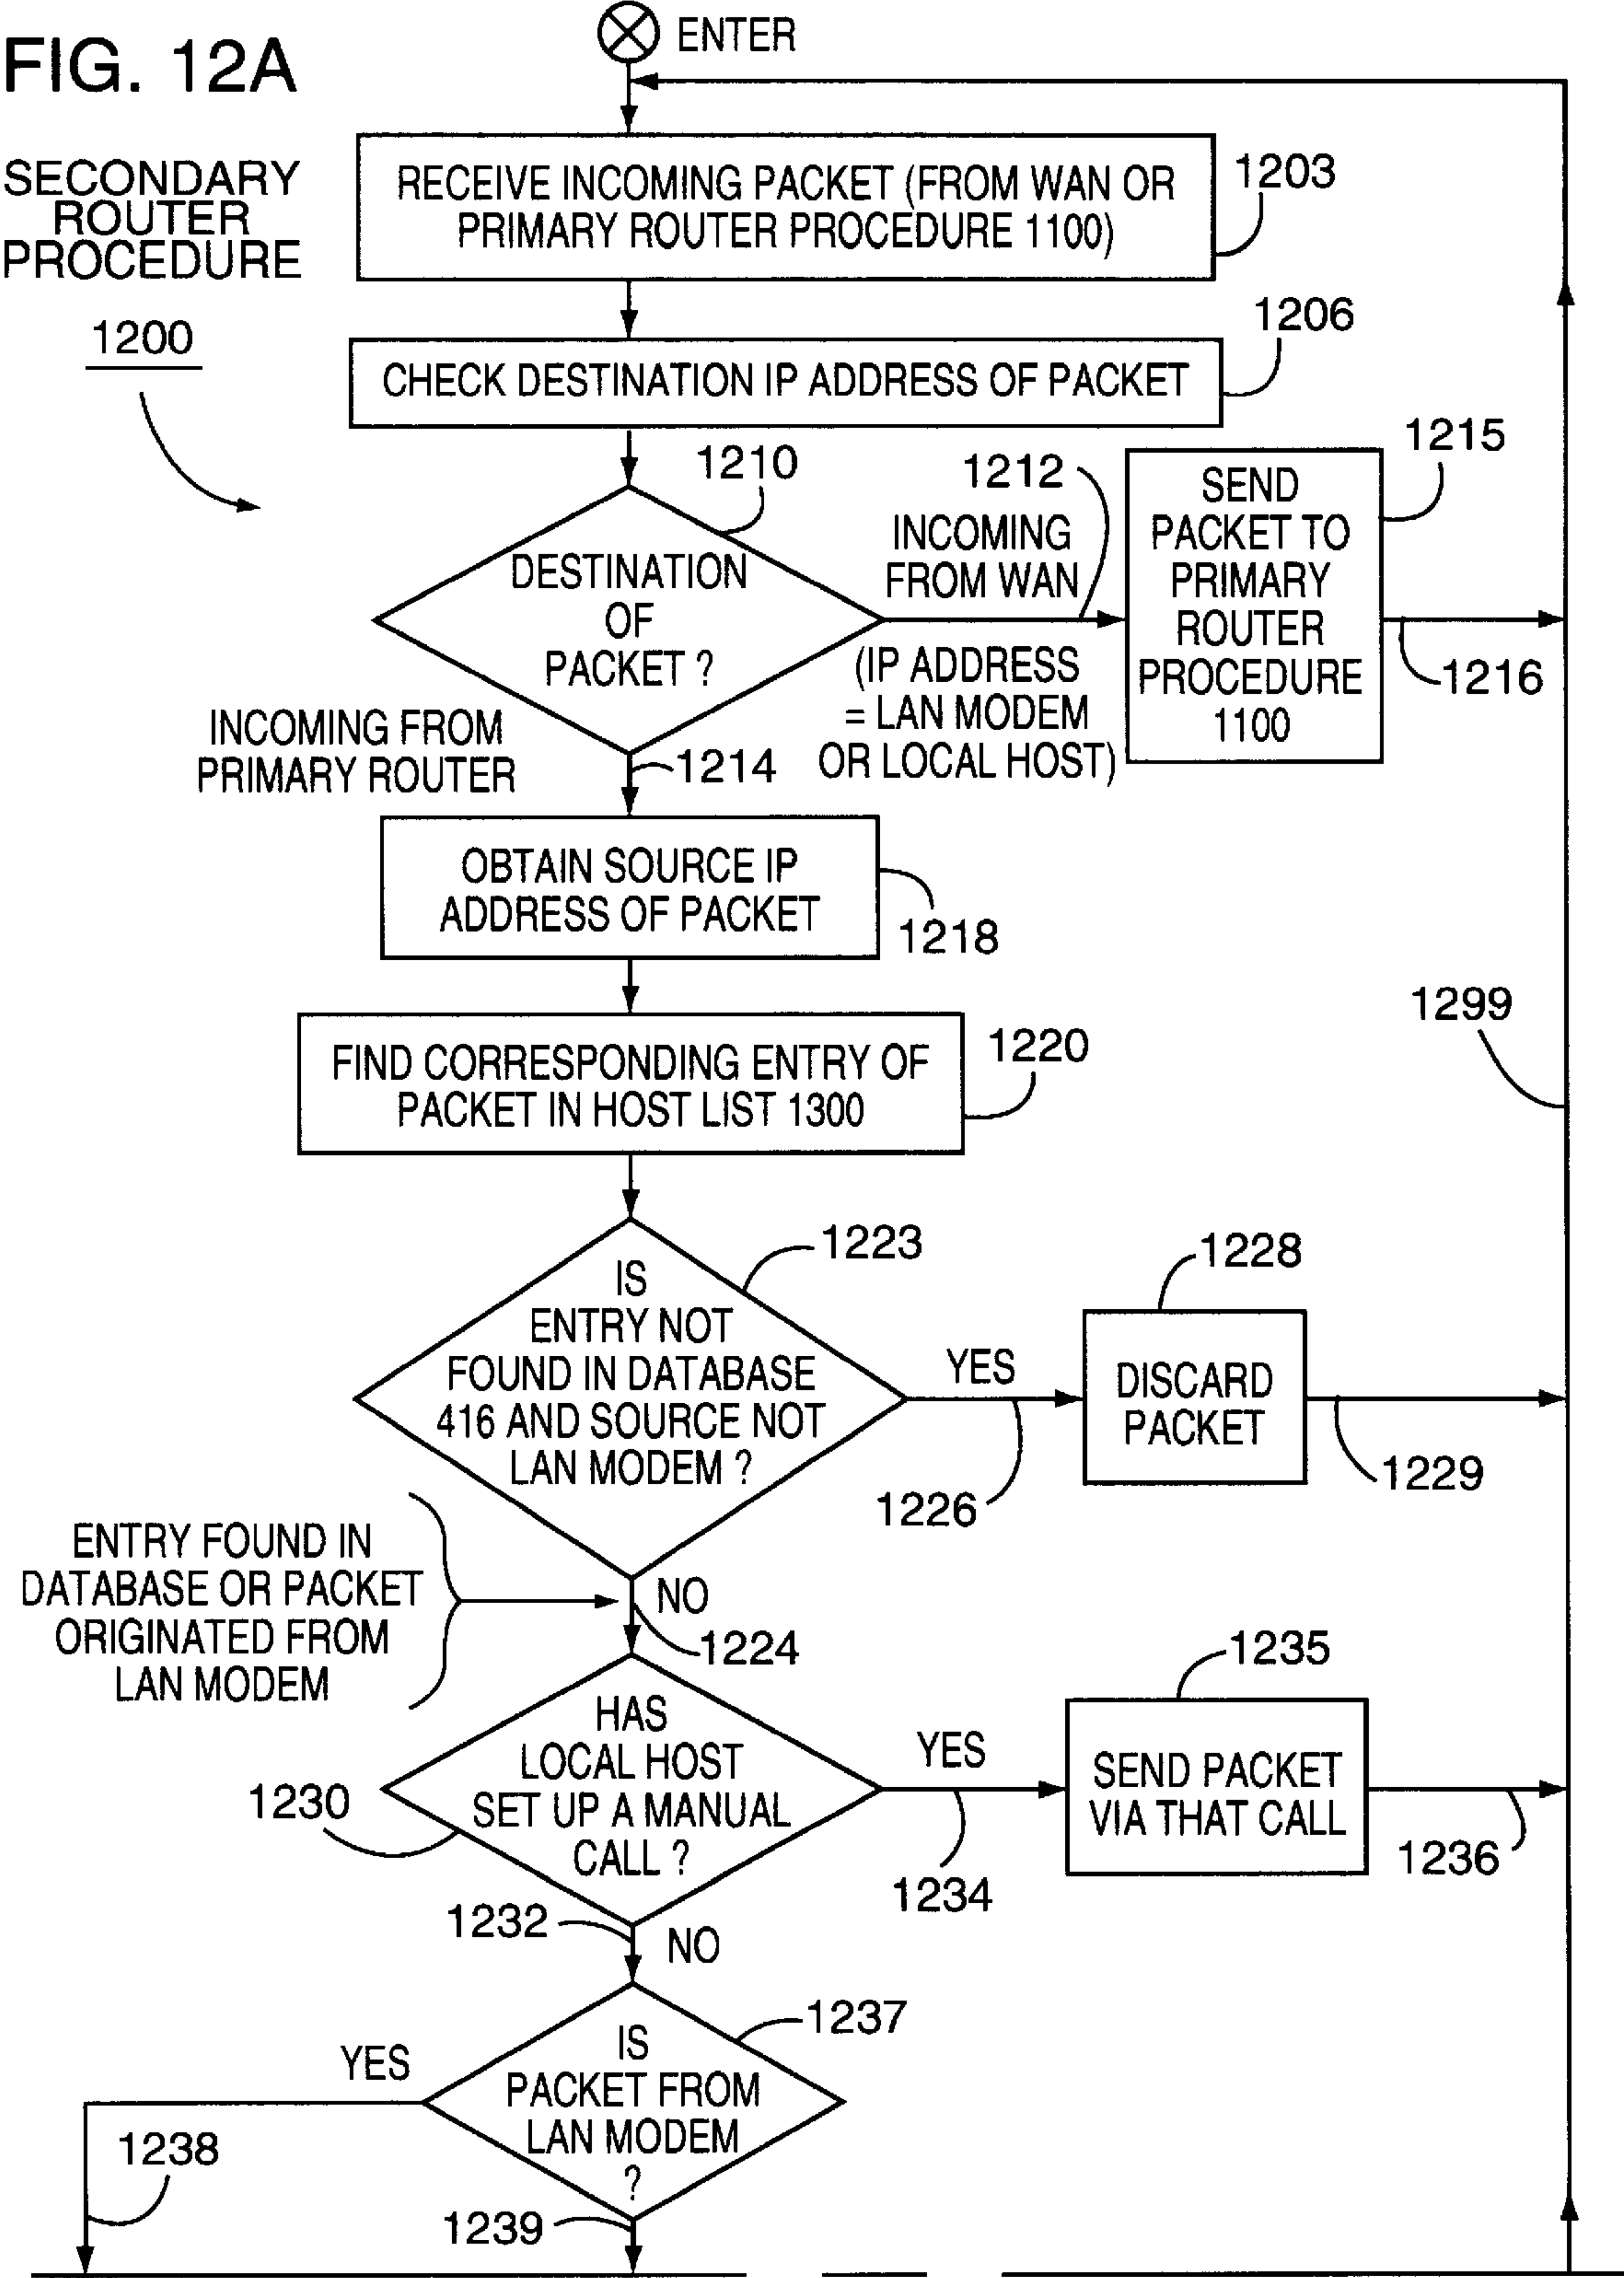 FIG. 12A
ENTER
SECONDARY
ROUTER
PROCEDURE
1200
RECEIVE INCOMING PACKET (FROM WAN OR
PRIMARY ROUTER PROCEDURE 1100)
1203
CHECK DESTINATION IP ADDRESS OF PACKET
1206
DESTINATION
OF
PACKET ?
1210
1212
INCOMING
FROM WAN
(IP ADDRESS
= LAN MODEM
OR LOCAL HOST)
SEND
PACKET TO
PRIMARY
ROUTER
PROCEDURE
1100
1215
1216
INCOMING FROM
PRIMARY ROUTER
1214
OBTAIN SOURCE IP
ADDRESS OF PACKET
1218
FIND CORRESPONDING ENTRY OF
PACKET IN HOST LIST 1300
1220
1299
IS
ENTRY NOT
FOUND IN DATABASE
416 AND SOURCE NOT
LAN MODEM ?
1223
YES
1226
DISCARD
PACKET
1228
1229
ENTRY FOUND IN
DATABASE OR PACKET
ORIGINATED FROM
LAN MODEM
NO
1224
HAS
LOCAL HOST
SET UP A MANUAL
CALL ?
1230
YES
1234
SEND PACKET
VIA THAT CALL
1235
1236
1232
NO
IS
PACKET FROM
LAN MODEM
?
1237
YES
1238
1239